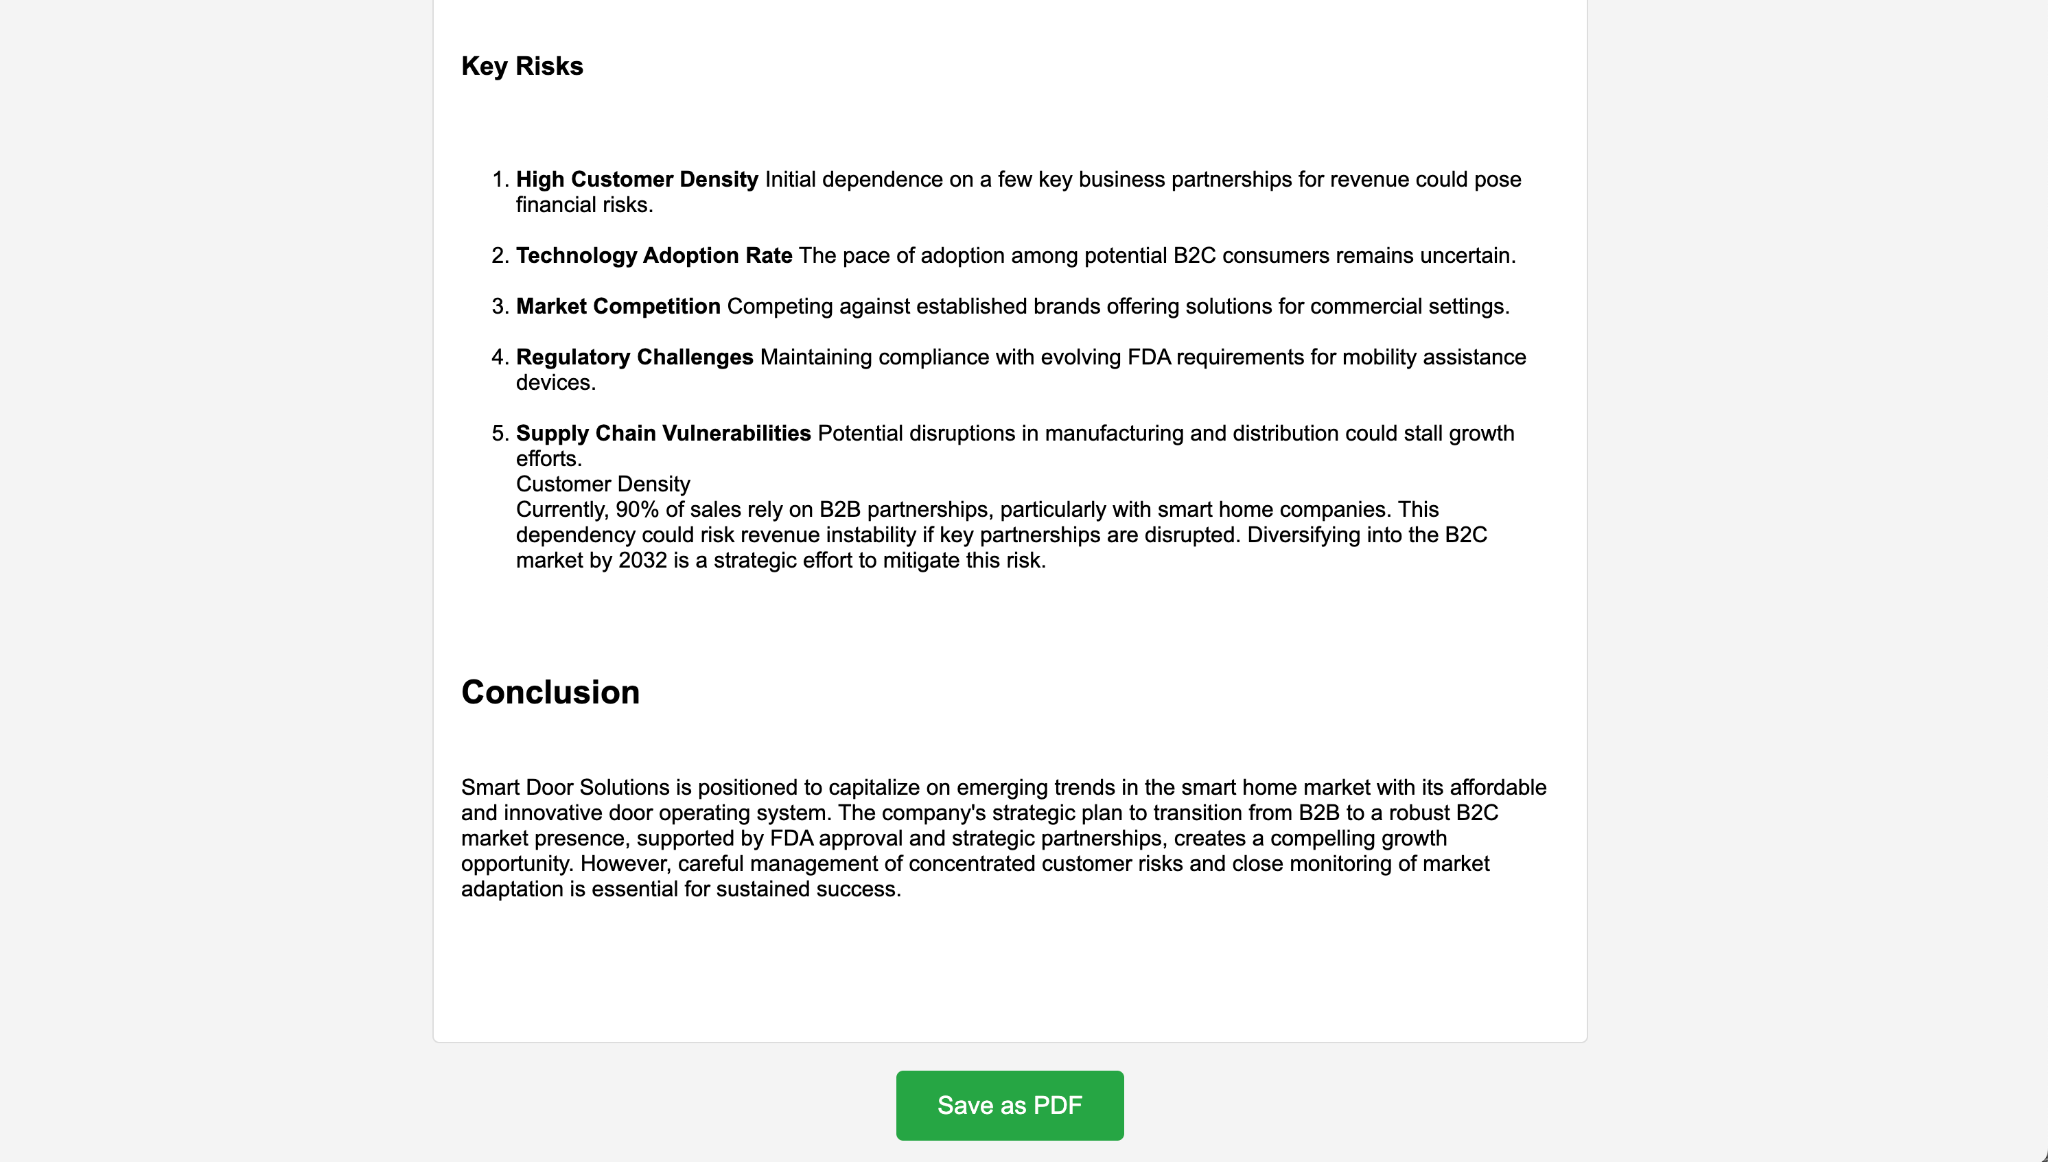 Key Risks
1. High Customer Density Initial dependence on a few key business partnerships for revenue could pose
financial risks.
2. Technology Adoption Rate The pace of adoption among potential B2C consumers remains uncertain.
3. Market Competition Competing against established brands offering solutions for commercial settings.
4. Regulatory Challenges Maintaining compliance with evolving FDA requirements for mobility assistance
devices.
5. Supply Chain Vulnerabilities Potential disruptions in manufacturing and distribution could stall growth
efforts.
Customer Density
Currently, 90% of sales rely on B2B partnerships, particularly with smart home companies. This
dependency could risk revenue instability if key partnerships are disrupted. Diversifying into the B2C
market by 2032 is a strategic effort to mitigate this risk.
Conclusion
Smart Door Solutions is positioned to capitalize on emerging trends in the smart home market with its affordable
and innovative door operating system. The company's strategic plan to transition from B2B to a robust B2C
market presence, supported by FDA approval and strategic partnerships, creates a compelling growth
opportunity. However, careful management of concentrated customer risks and close monitoring of market
adaptation is essential for sustained success.
Save as PDF